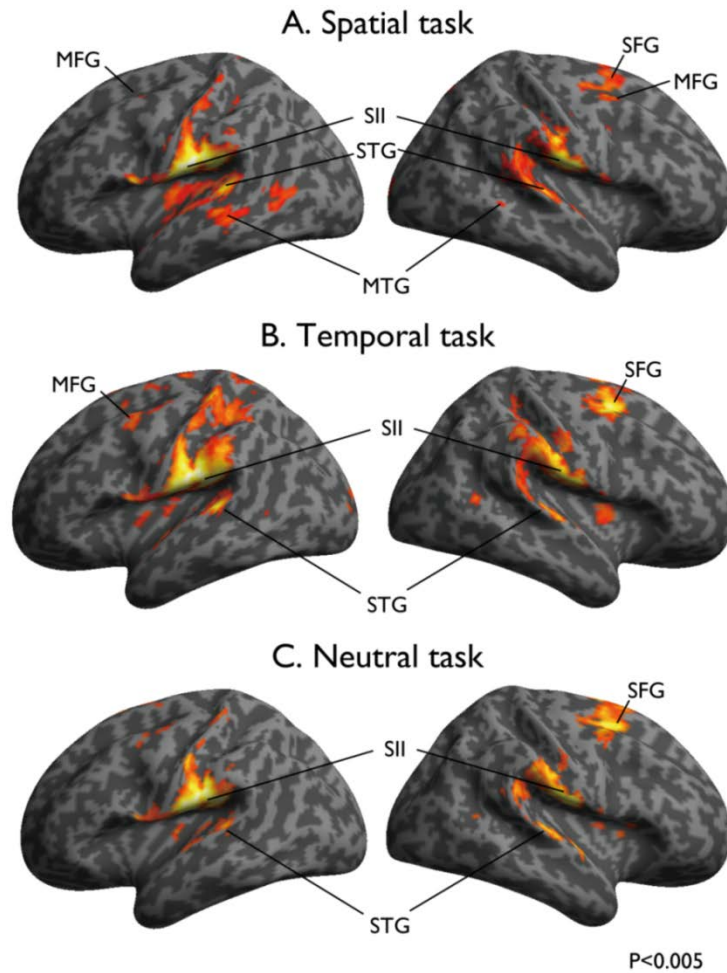 A. Spatial task
MFG
SFG
MFG
SII
STG
MTG
B. Temporal task
MFG
SFG
SII
STG
C. Neutral task
SFG
SII
STG
P<0.005